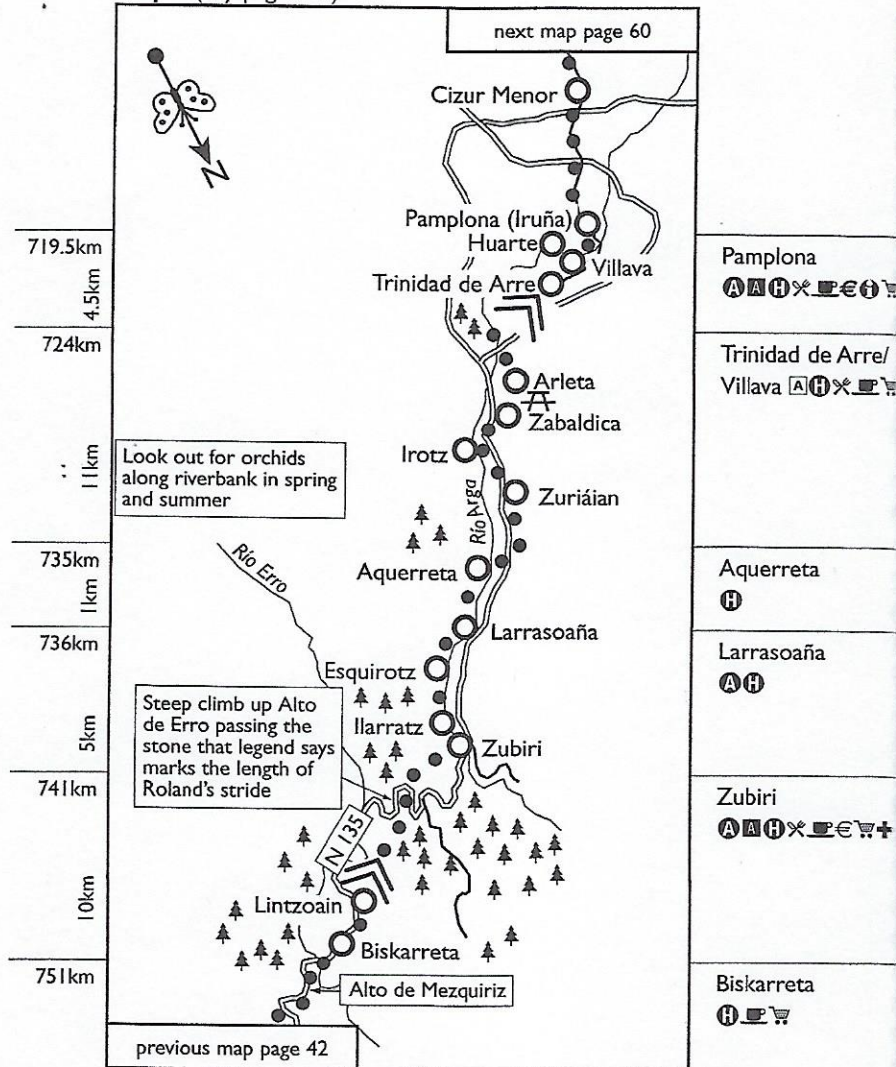 next map page 60
N
Cizur Menor
Pamplona (Iruña)
Huarte
Villava
Trinidad de Arre
Arleta
Zabaldica
Irotz
Zuriáian
Río Arga
Aquerreta
Larrasoaña
Esquirotz
Ilarratz
Zubiri
Río Erro
Look out for orchids
along riverbank in spring
and summer
Steep climb up Alto
de Erro passing the
stone that legend says
marks the length of
Roland's stride
N 135
Lintzoain
Biskarreta
Alto de Mezquiriz
previous map page 42
719.5km
4.5km
724km
11km
735km
1km
736km
5km
741km
10km
751km
Pamplona
A A H € i
Trinidad de Arre/
Villava A H
Aquerreta
H
Larrasoaña
A H
Zubiri
A A H €
Biskarreta
H